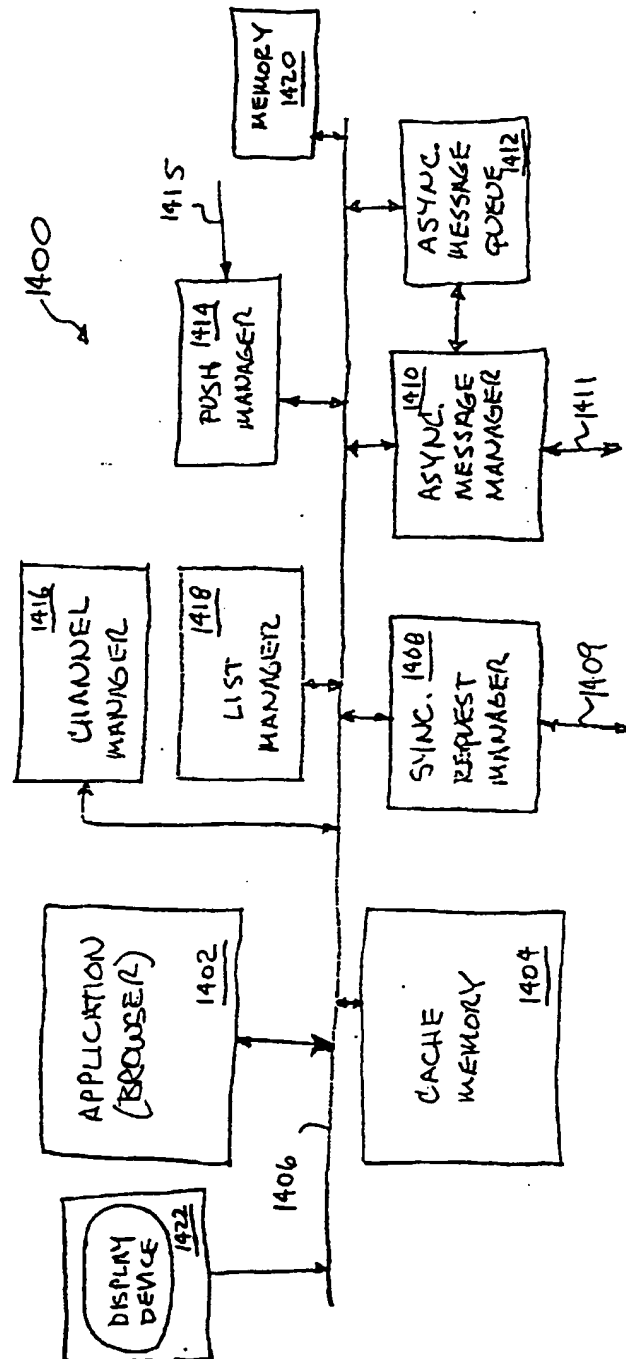 1400
DISPLAY
DEVICE
1422
APPLICATION
(BROWSER)
1402
1416
CHANNEL
MANAGER
1418
LIST
MANAGER
PUSH 1414
MANAGER
1415
MEMORY
1420
1406
CACHE
MEMORY
1404
SYNC. 1408
REQUEST
MANAGER
1409
1410
ASYNC.
MESSAGE
MANAGER
1411
ASYNC.
MESSAGE
QUEUE 1412